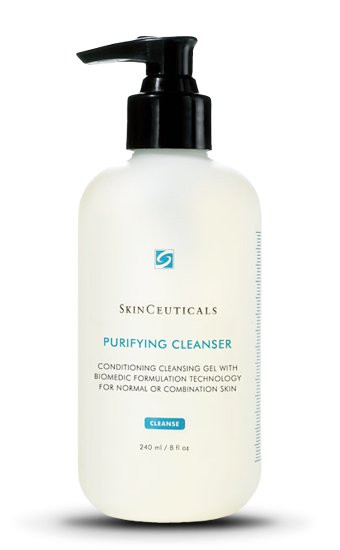 SKINCEUTICALS
PURIFYING CLEANSER
CONDITIONING CLEANSING GEL WITH
BIOMEDIC FORMULATION TECHNOLOGY
FOR NORMAL OR COMBINATION SKIN
CLEANSE
240 ml / 8 fl oz